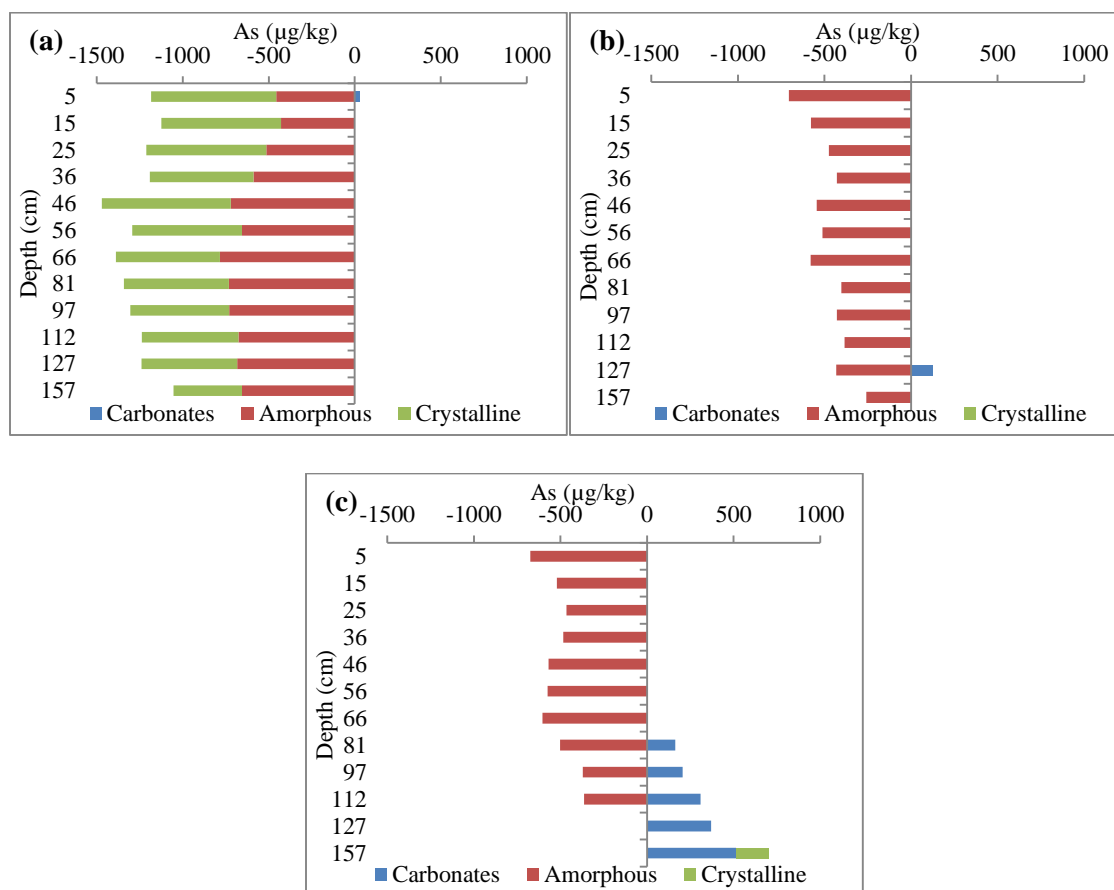 (a)
As (µg/kg)
-1500 -1000 -500 0 500 1000
Depth (cm)
5
15
25
36
46
56
66
81
97
112
127
157
Carbonates Amorphous Crystalline
(b)
As (µg/kg)
-1500 -1000 -500 0 500 1000
Depth (cm)
5
15
25
36
46
56
66
81
97
112
127
157
Carbonates Amorphous Crystalline
(c)
As (µg/kg)
-1500 -1000 -500 0 500 1000
Depth (cm)
5
15
25
36
46
56
66
81
97
112
127
157
Carbonates Amorphous Crystalline